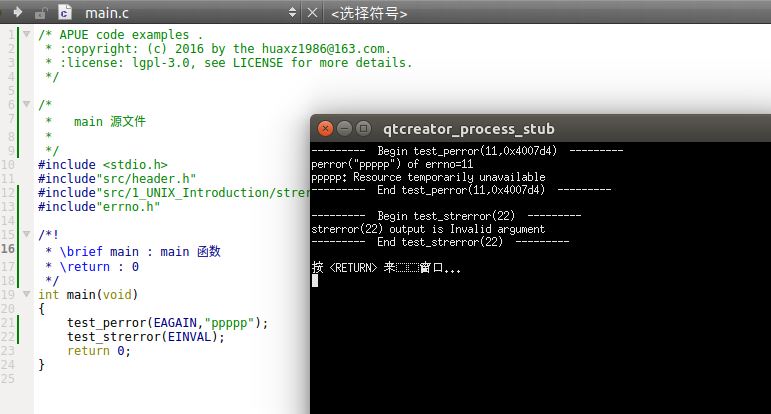 main.c
<选择符号>
1 /* APUE code examples .
2 * :copyright: (c) 2016 by the huaxz1986@163.com.
3 * :license: lgpl-3.0, see LICENSE for more details.
4 */
5
6 /*
7 * main 源文件
8 *
9 */
10 #include <stdio.h>
11 #include"src/header.h"
12 #include"src/1_UNIX_Introduction/strer
13 #include"errno.h"
14
15 /*!
16 * \brief main : main 函数
17 * \return : 0
18 */
19 int main(void)
20 {
21 test_perror(EAGAIN,"ppppp");
22 test_strerror(EINVAL);
23 return 0;
24 }
25
qtcreator_process_stub
--------- Begin test_perror(11,0x4007d4) ---------
perror("ppppp") of errno=11
ppppp: Resource temporarily unavailable
--------- End test_perror(11,0x4007d4) ---------
--------- Begin test_strerror(22) ---------
strerror(22) output is Invalid argument
--------- End test_strerror(22) ---------
按 <RETURN> 来窗口...